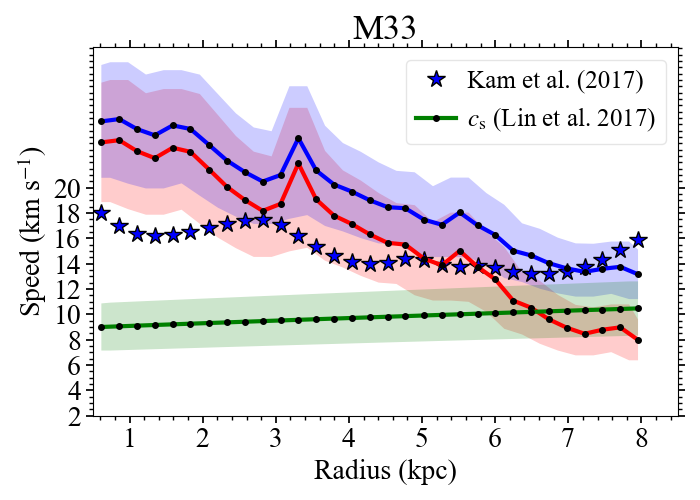 M33
Kam et al. (2017)
c_s (Lin et al. 2017)
Speed (km s⁻¹)
20
18
16
14
12
10
8
6
4
2
1 2 3 4 5 6 7 8
Radius (kpc)